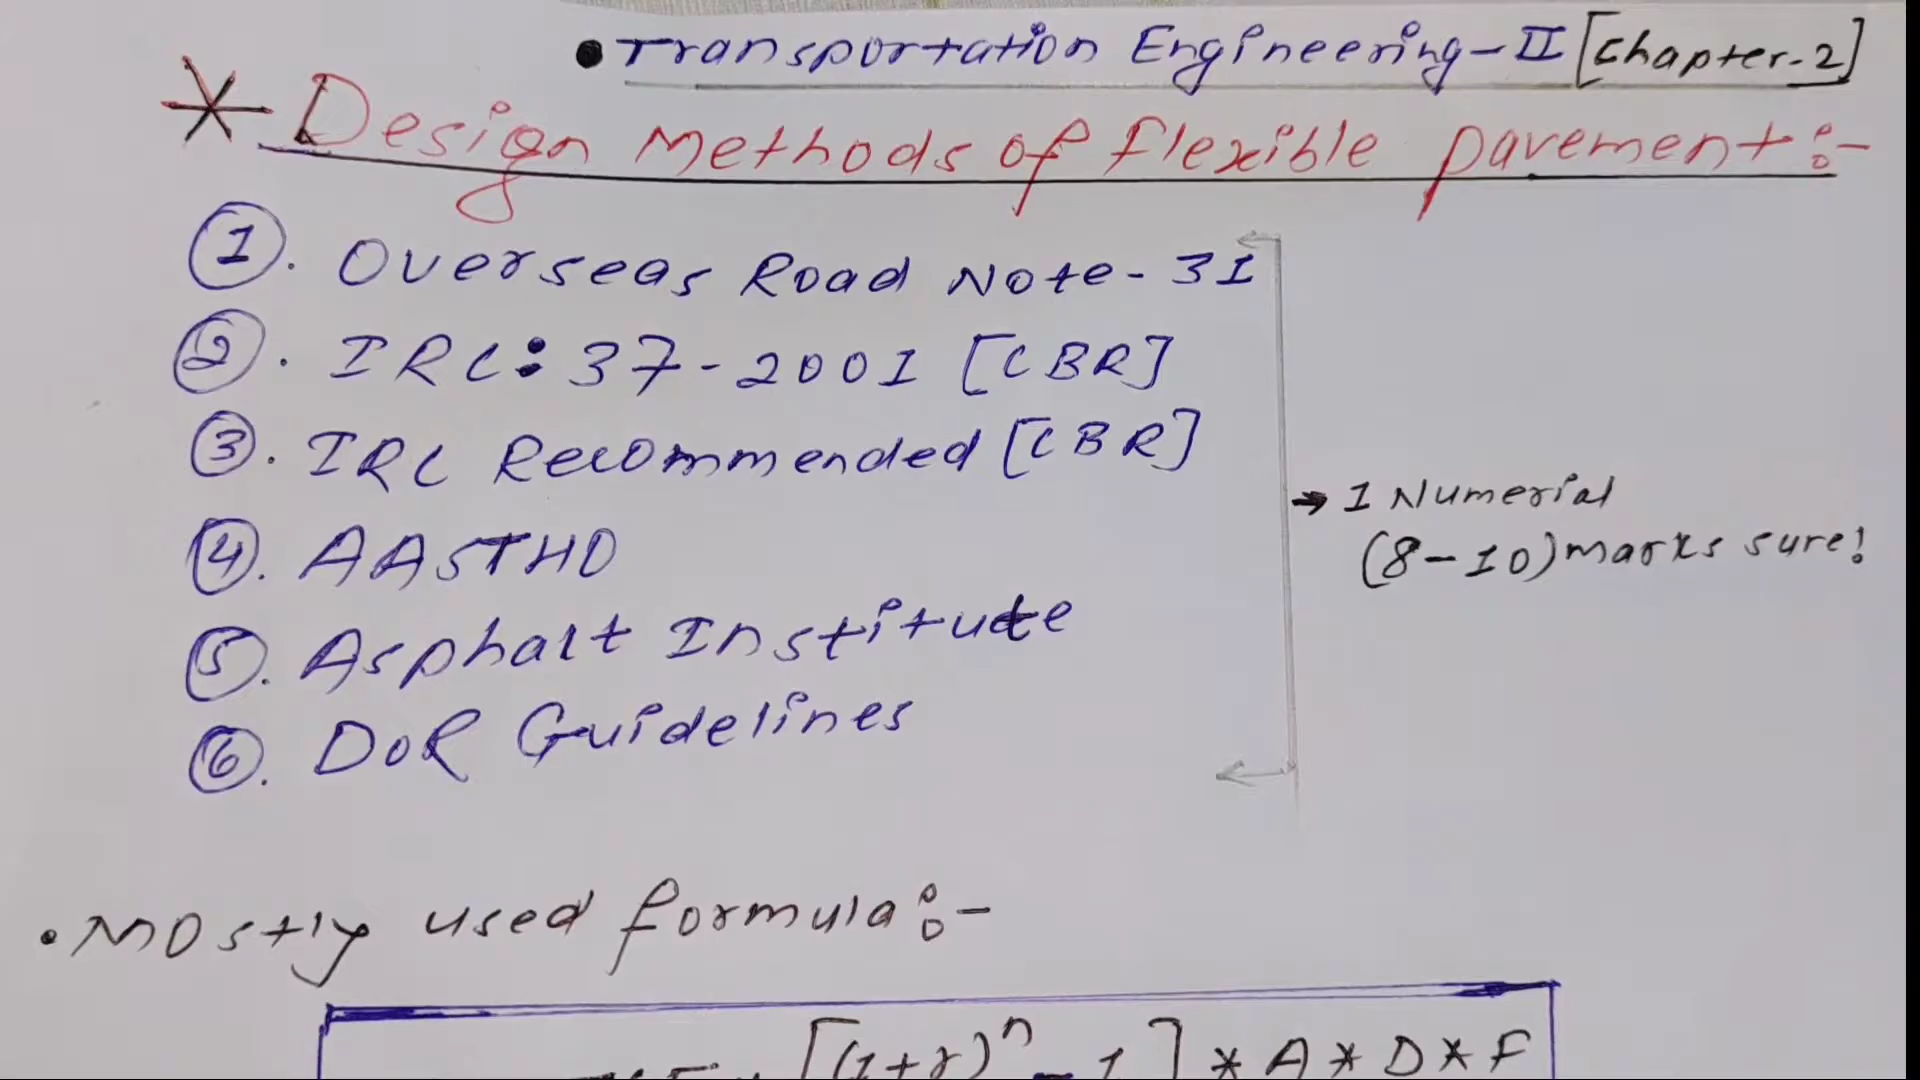 • Transportation Engineering-II [Chapter-2]
* Design Methods of flexible pavement:-
1. Overseas Road Note-31
2. IRC:37-2001 [CBR]
3. IRC Recommended [CBR]
4. AASTHO
5. Asphalt Institute
6. DoR Guidelines
→ 1 Numerial
(8-10) marks sure!
• Mostly used formula:-
[(1+r)^n - 1] * A * D * F